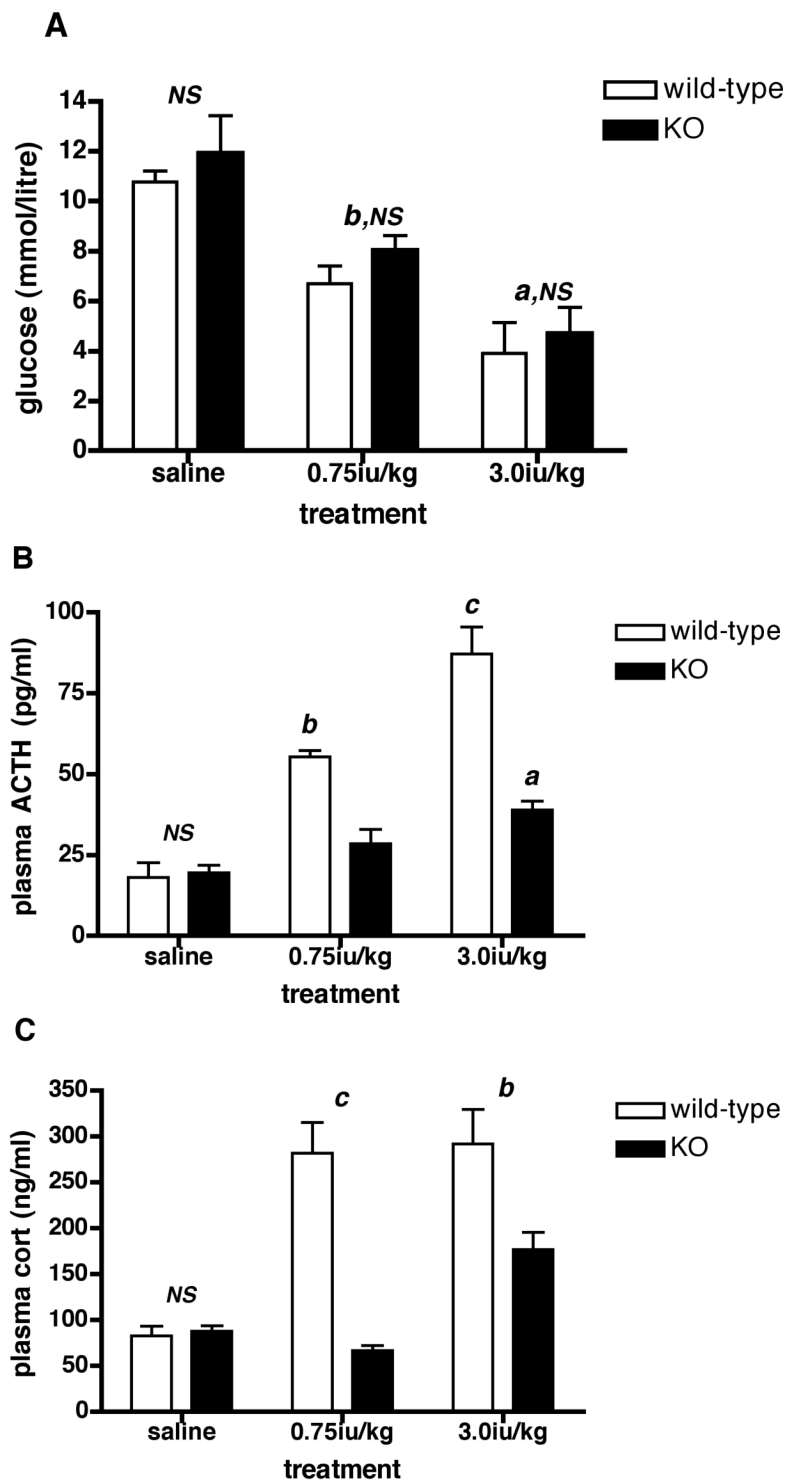 A
NS
wild-type
KO
b,NS
a,NS
glucose (mmol/litre)
14
12
10
8
6
4
2
0
saline 0.75iu/kg 3.0iu/kg
treatment
B
c
wild-type
KO
b
a
NS
plasma ACTH (pg/ml)
100
75
50
25
0
saline 0.75iu/kg 3.0iu/kg
treatment
C
c b
wild-type
KO
NS
plasma cort (ng/ml)
350
300
250
200
150
100
50
0
saline 0.75iu/kg 3.0iu/kg
treatment